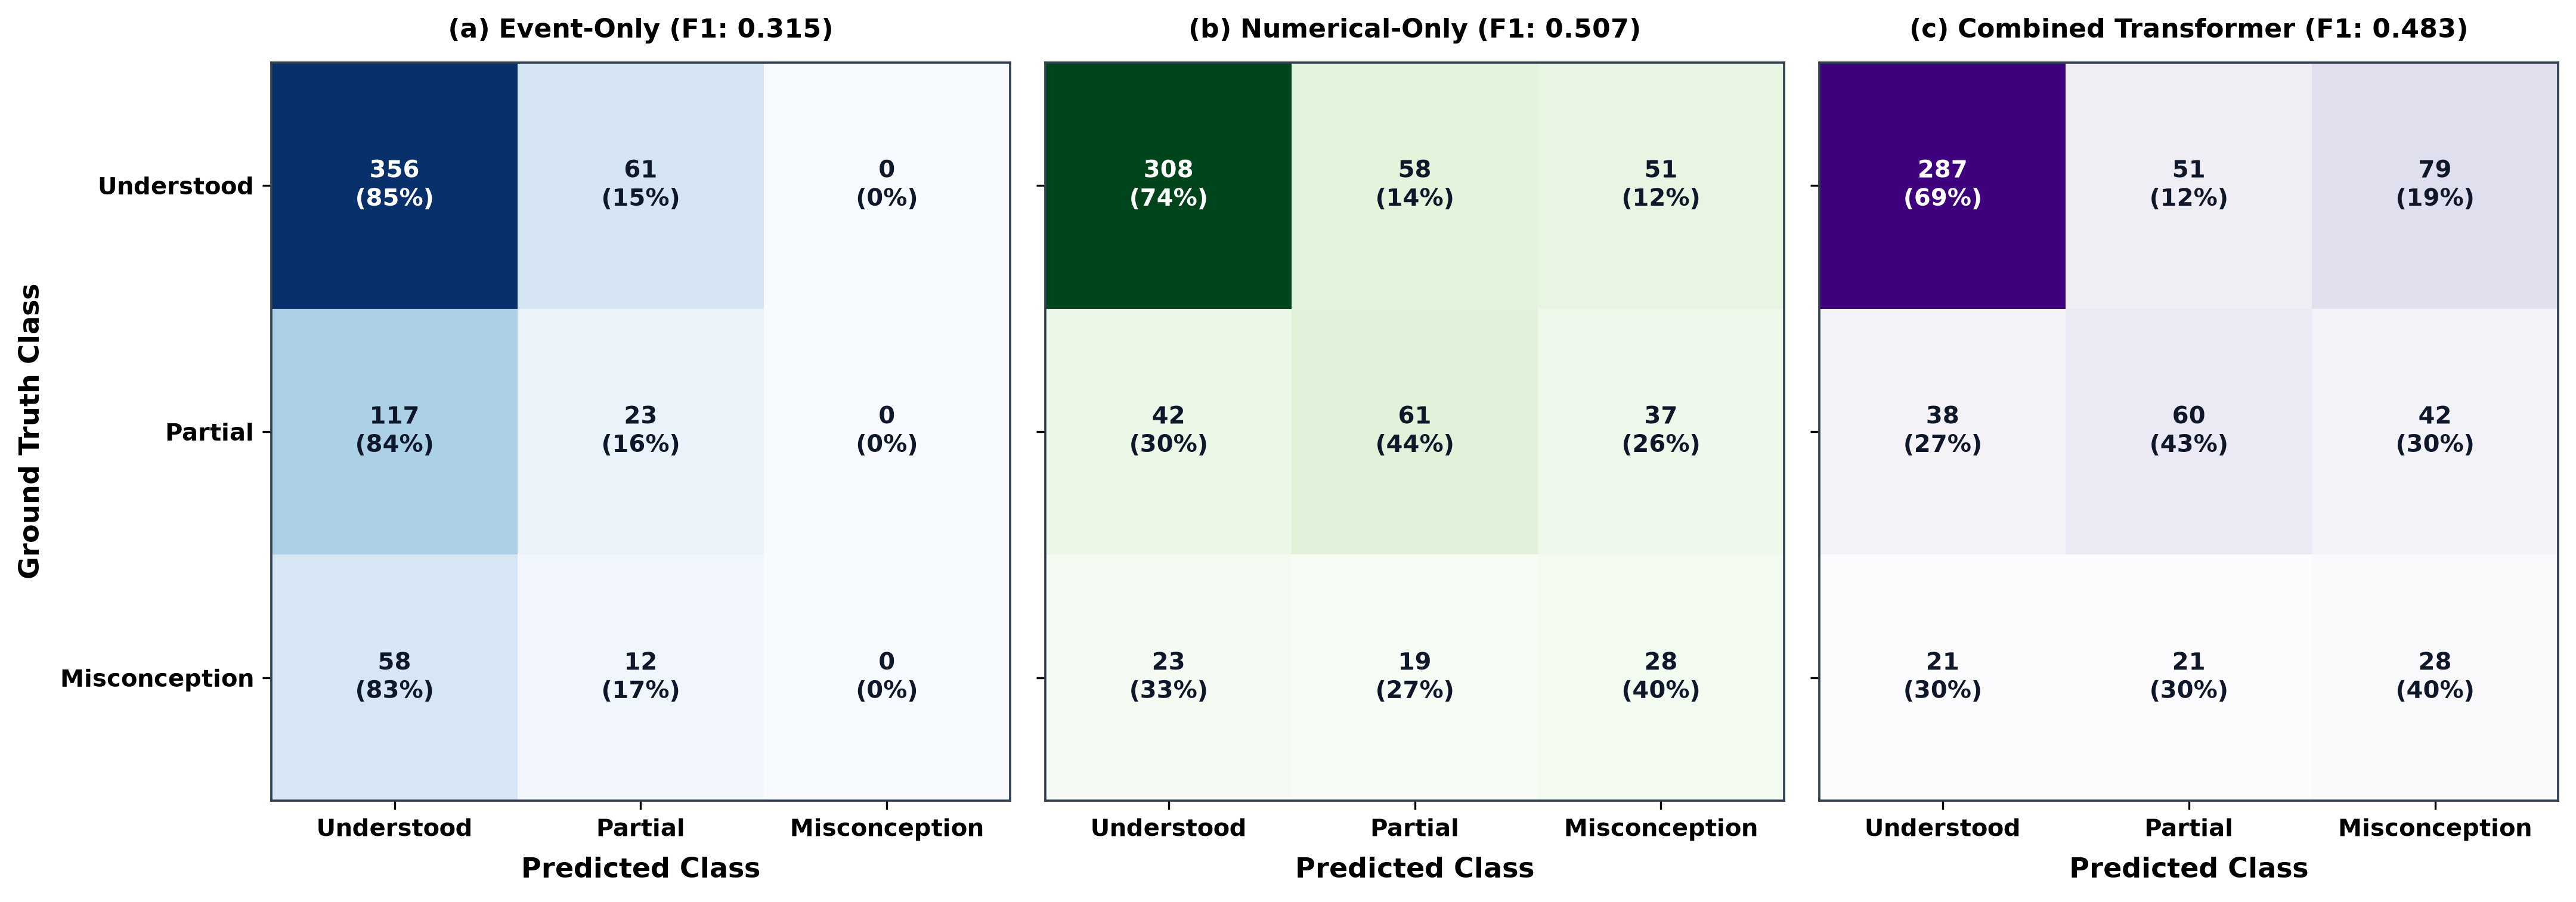 (a) Event-Only (F1: 0.315)
(b) Numerical-Only (F1: 0.507)
(c) Combined Transformer (F1: 0.483)
Ground Truth Class
Understood
Partial
Misconception
356
(85%)
61
(15%)
0
(0%)
117
(84%)
23
(16%)
0
(0%)
58
(83%)
12
(17%)
0
(0%)
Understood
Partial
Misconception
Predicted Class
308
(74%)
58
(14%)
51
(12%)
42
(30%)
61
(44%)
37
(26%)
23
(33%)
19
(27%)
28
(40%)
Understood
Partial
Misconception
Predicted Class
287
(69%)
51
(12%)
79
(19%)
38
(27%)
60
(43%)
42
(30%)
21
(30%)
21
(30%)
28
(40%)
Understood
Partial
Misconception
Predicted Class